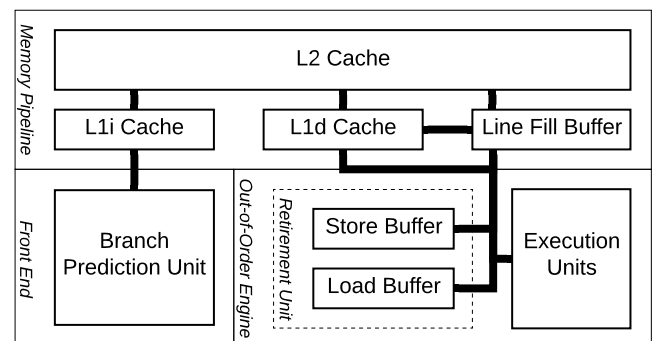 Memory Pipeline
L2 Cache
L1i Cache
L1d Cache
Line Fill Buffer
Front End
Branch
Prediction Unit
Out-of-Order Engine
Retirement Unit
Store Buffer
Load Buffer
Execution
Units